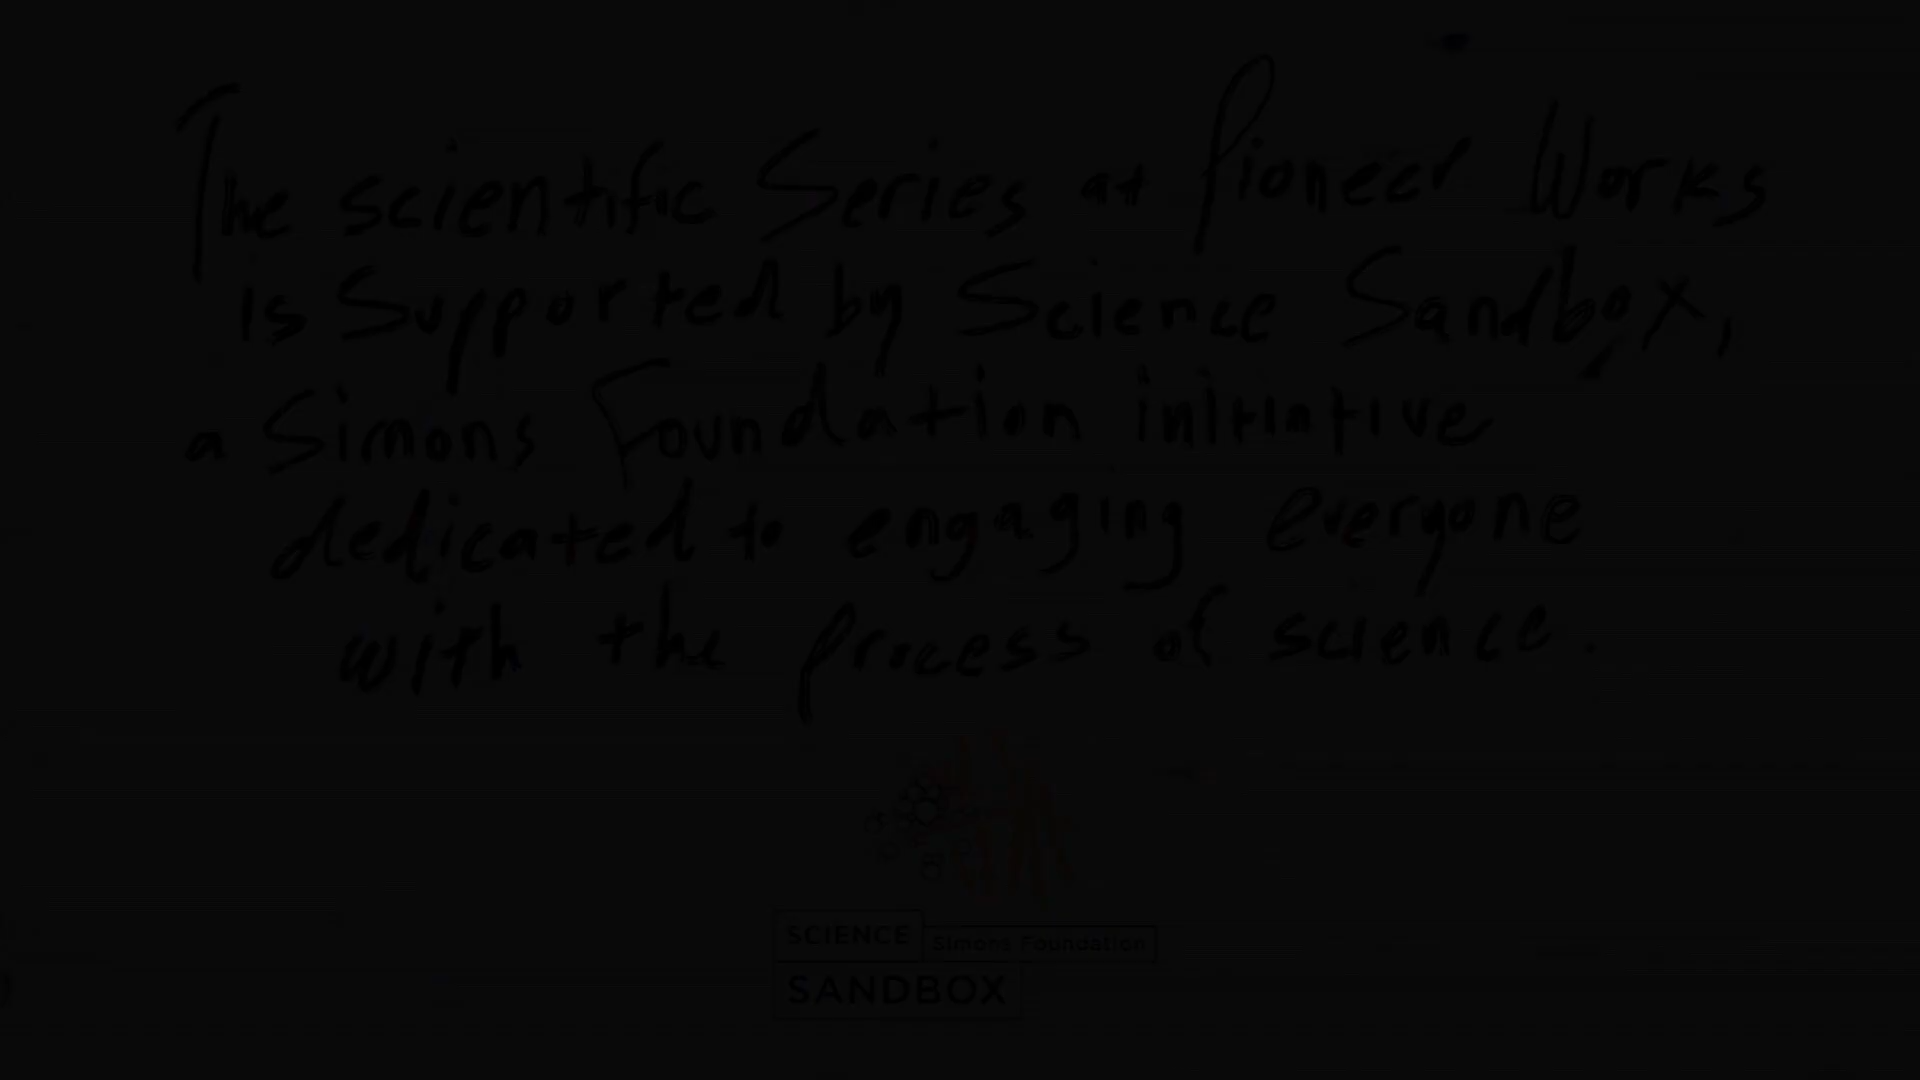 The scientific Series at Pioneer Works
is Supported by Science Sandbox,
a Simons Foundation initiative
dedicated to engaging everyone
with the process of science.
SCIENCE Simons Foundation
SANDBOX